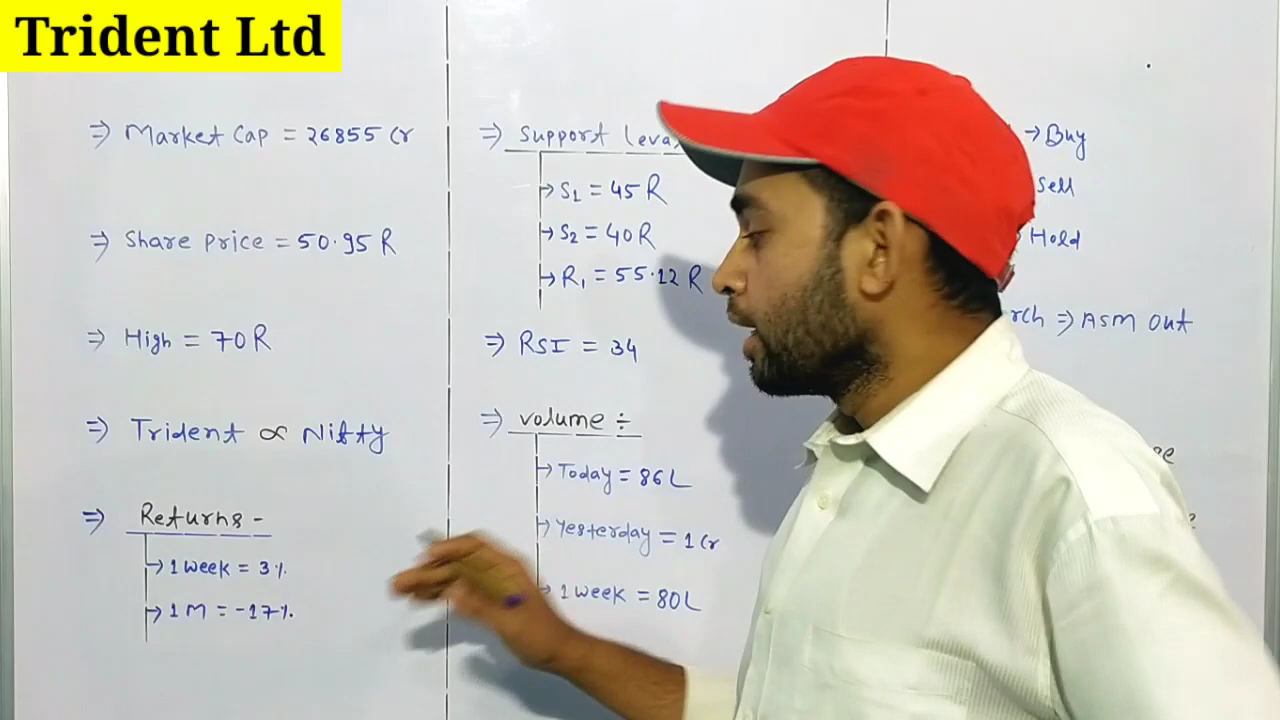 Trident Ltd
⇒ Market Cap = 26855 Cr
⇒ Share Price = 50.95 R
⇒ High = 70 R
⇒ Trident ∝ Nifty
⇒ Returns -
→ 1 week = 3%
→ 1 M = -17%
⇒ Support
→ S1 = 45 R
→ S2 = 40 R
→ R1 = 55.12 R
⇒ RSI = 34
⇒ Volume ÷
→ Today = 86 L
→ Yesterday = 1 Cr
→ 1 week = 80 L
→ Buy
Sell
Hold
⇒ ASM Out